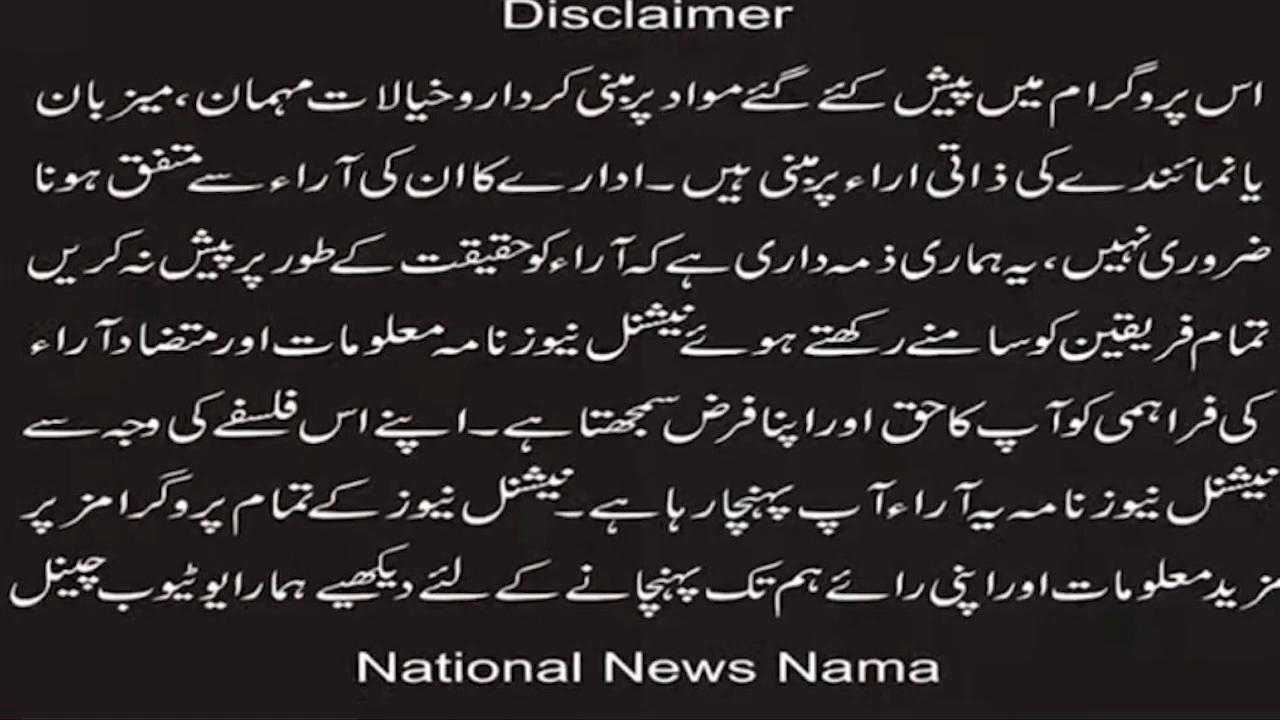 Disclaimer
اس پروگرام میں پیش کئے گئے مواد پر مبنی کردار و خیالات مہمان، میزبان
یا نمائندے کی ذاتی اراء پر مبنی ہیں۔ ادارے کا ان کی آراء سے متفق ہونا
ضروری نہیں، یہ ہماری ذمہ داری ہے کہ آراء کو حقیقت کے طور پر پیش نہ کریں
تمام فریقین کو سامنے رکھتے ہوئے نیشنل نیوز نامہ معلومات اور متضاد آراء
کی فراہمی کو آپ کا حق اور اپنا فرض سمجھتا ہے۔ اپنے اس فلسفے کی وجہ سے
نیشنل نیوز نامہ یہ آراء آپ پہنچا رہا ہے۔ نیشنل نیوز کے تمام پروگرامز پر
مزید معلومات اور اپنی رائے ہم تک پہنچانے کے لئے دیکھیے ہمارا یوٹیوب چینل
National News Nama